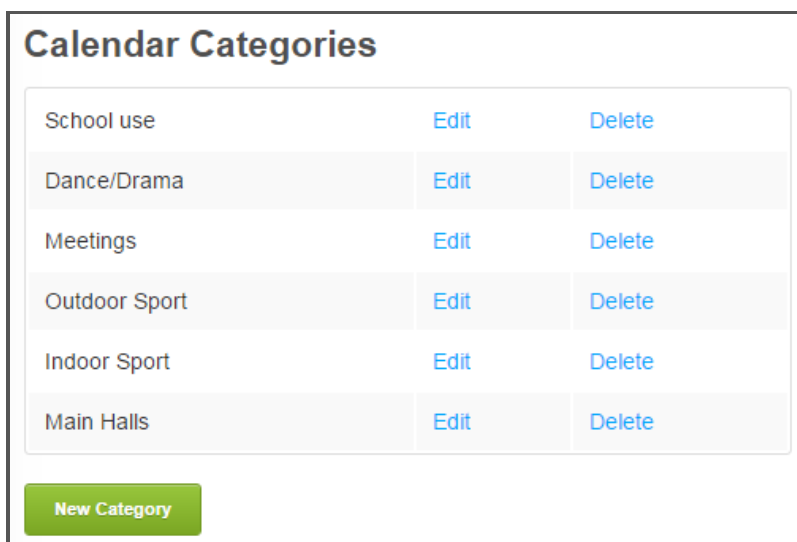 Calendar Categories
School use Edit Delete
Dance/Drama Edit Delete
Meetings Edit Delete
Outdoor Sport Edit Delete
Indoor Sport Edit Delete
Main Halls Edit Delete
New Category